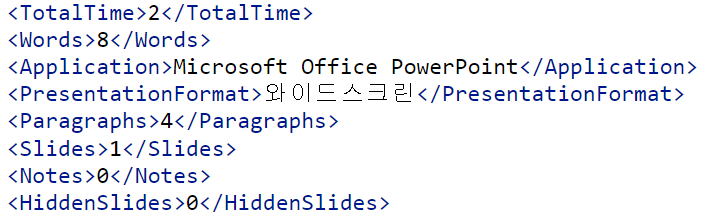 <TotalTime>2</TotalTime>
<Words>8</Words>
<Application>Microsoft Office PowerPoint</Application>
<PresentationFormat>와이드스크린</PresentationFormat>
<Paragraphs>4</Paragraphs>
<Slides>1</Slides>
<Notes>0</Notes>
<HiddenSlides>0</HiddenSlides>